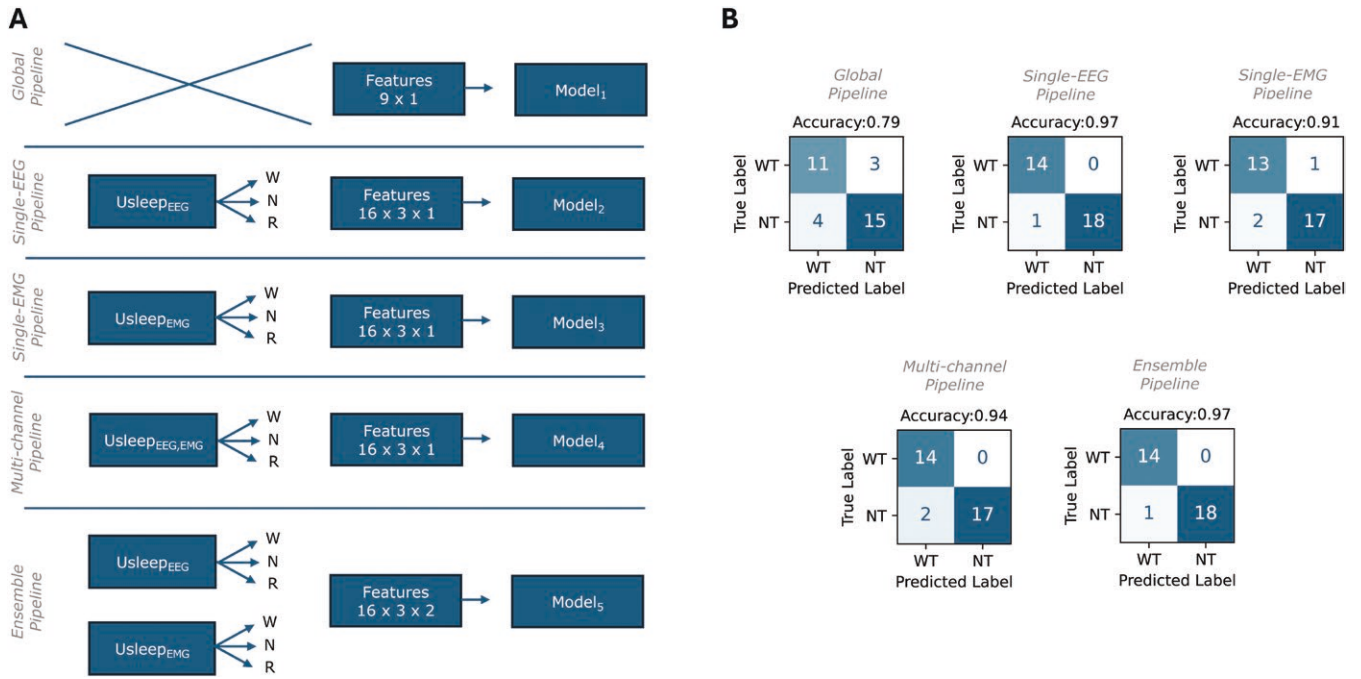 A
Global
Pipeline
Features
9 x 1
Model1
Single-EEG
Pipeline
UsleepEEG
W
N
R
Features
16 x 3 x 1
Model2
Single-EMG
Pipeline
UsleepEMG
W
N
R
Features
16 x 3 x 1
Model3
Multi-channel
Pipeline
UsleepEEG,EMG
W
N
R
Features
16 x 3 x 1
Model4
Ensemble
Pipeline
UsleepEEG
W
N
R
UsleepEMG
W
N
R
Features
16 x 3 x 2
Model5
B
Global
Pipeline
Accuracy:0.79
True Label
WT
11 3
NT
4 15
WT NT
Predicted Label
Single-EEG
Pipeline
Accuracy:0.97
True Label
WT
14 0
NT
1 18
WT NT
Predicted Label
Single-EMG
Pipeline
Accuracy:0.91
True Label
WT
13 1
NT
2 17
WT NT
Predicted Label
Multi-channel
Pipeline
Accuracy:0.94
True Label
WT
14 0
NT
2 17
WT NT
Predicted Label
Ensemble
Pipeline
Accuracy:0.97
True Label
WT
14 0
NT
1 18
WT NT
Predicted Label